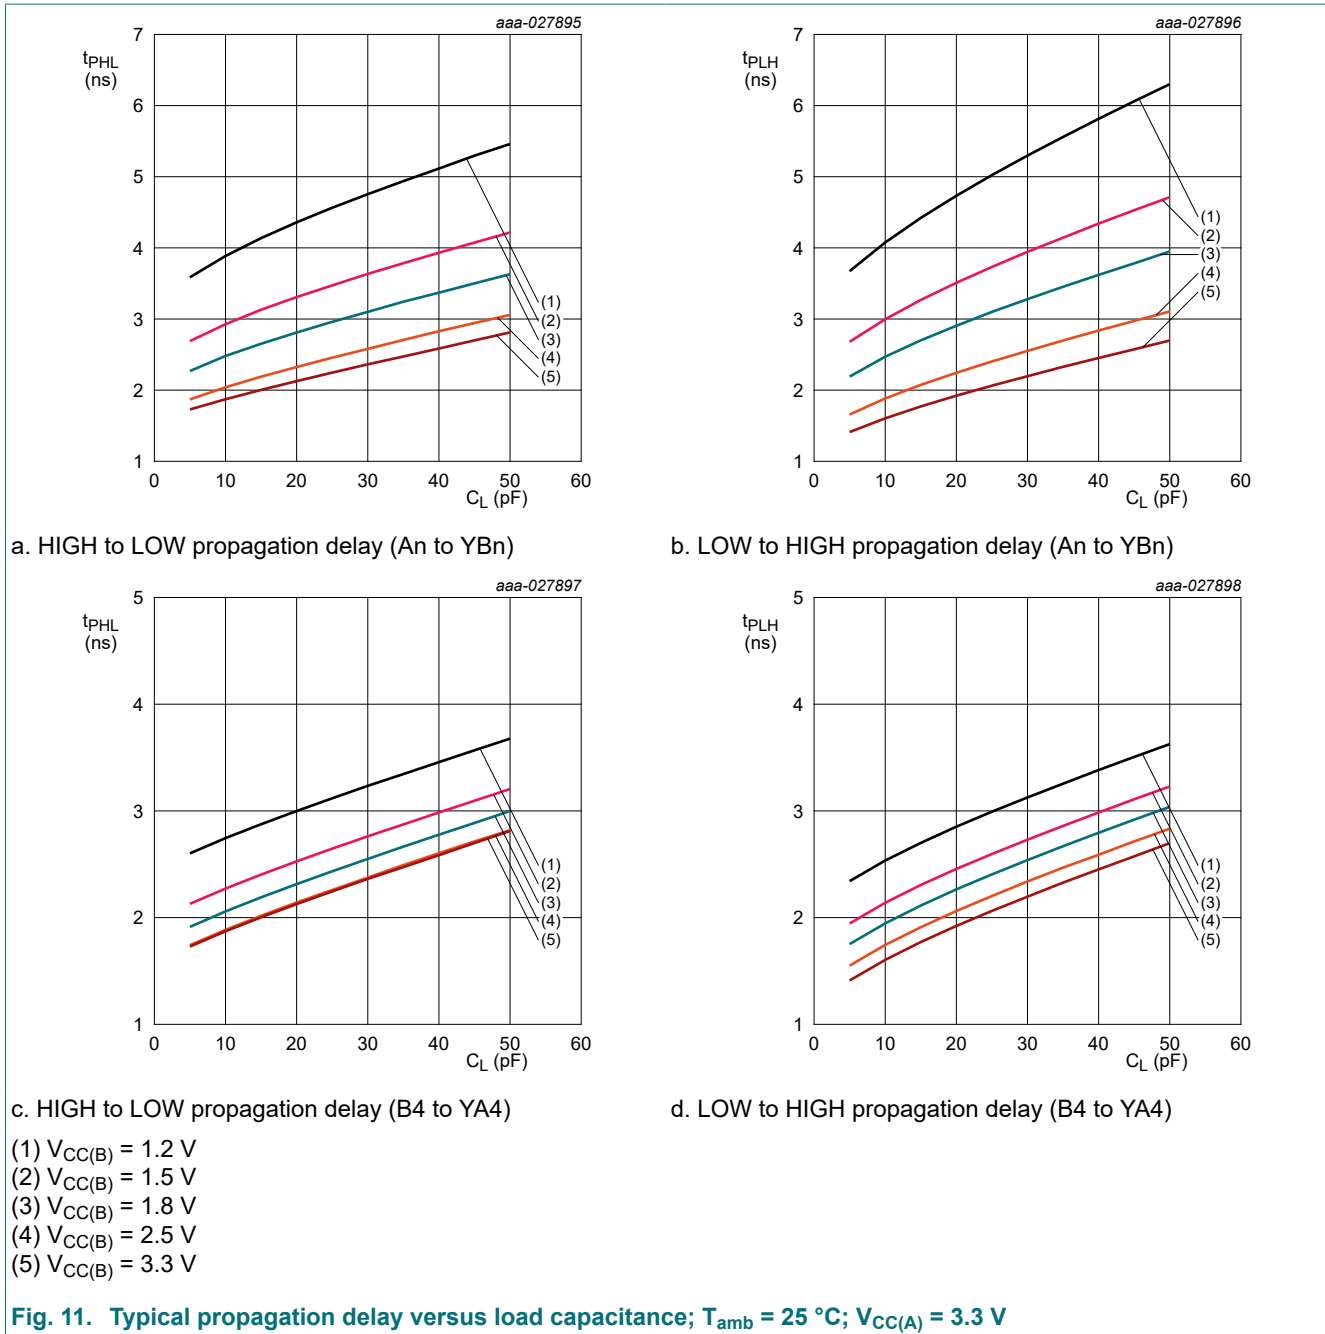 aaa-027895
7
tPHL
(ns)
6
5
4
3
2
1
(1)
(2)
(3)
(4)
(5)
0 10 20 30 40 50 60
CL (pF)
a. HIGH to LOW propagation delay (An to YBn)
aaa-027896
7
tPLH
(ns)
6
5
4
3
2
1
(1)
(2)
(3)
(4)
(5)
0 10 20 30 40 50 60
CL (pF)
b. LOW to HIGH propagation delay (An to YBn)
aaa-027897
5
tPHL
(ns)
4
3
2
1
(1)
(2)
(3)
(4)
(5)
0 10 20 30 40 50 60
CL (pF)
c. HIGH to LOW propagation delay (B4 to YA4)
aaa-027898
5
tPLH
(ns)
4
3
2
1
(1)
(2)
(3)
(4)
(5)
0 10 20 30 40 50 60
CL (pF)
d. LOW to HIGH propagation delay (B4 to YA4)
(1) VCC(B) = 1.2 V
(2) VCC(B) = 1.5 V
(3) VCC(B) = 1.8 V
(4) VCC(B) = 2.5 V
(5) VCC(B) = 3.3 V
Fig. 11. Typical propagation delay versus load capacitance; Tamb = 25 °C; VCC(A) = 3.3 V